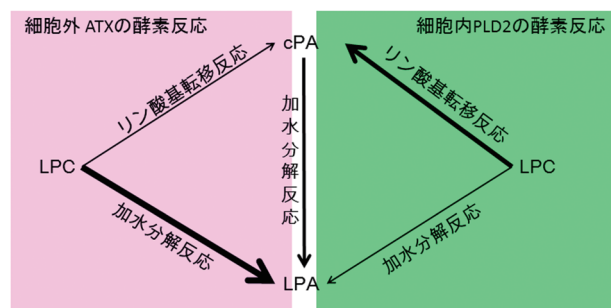 細胞外 ATXの酵素反応
細胞内PLD2の酵素反応
cPA
リン酸基転移反応
リン酸基転移反応
加水分解反応
LPC
LPC
加水分解反応
加水分解反応
LPA